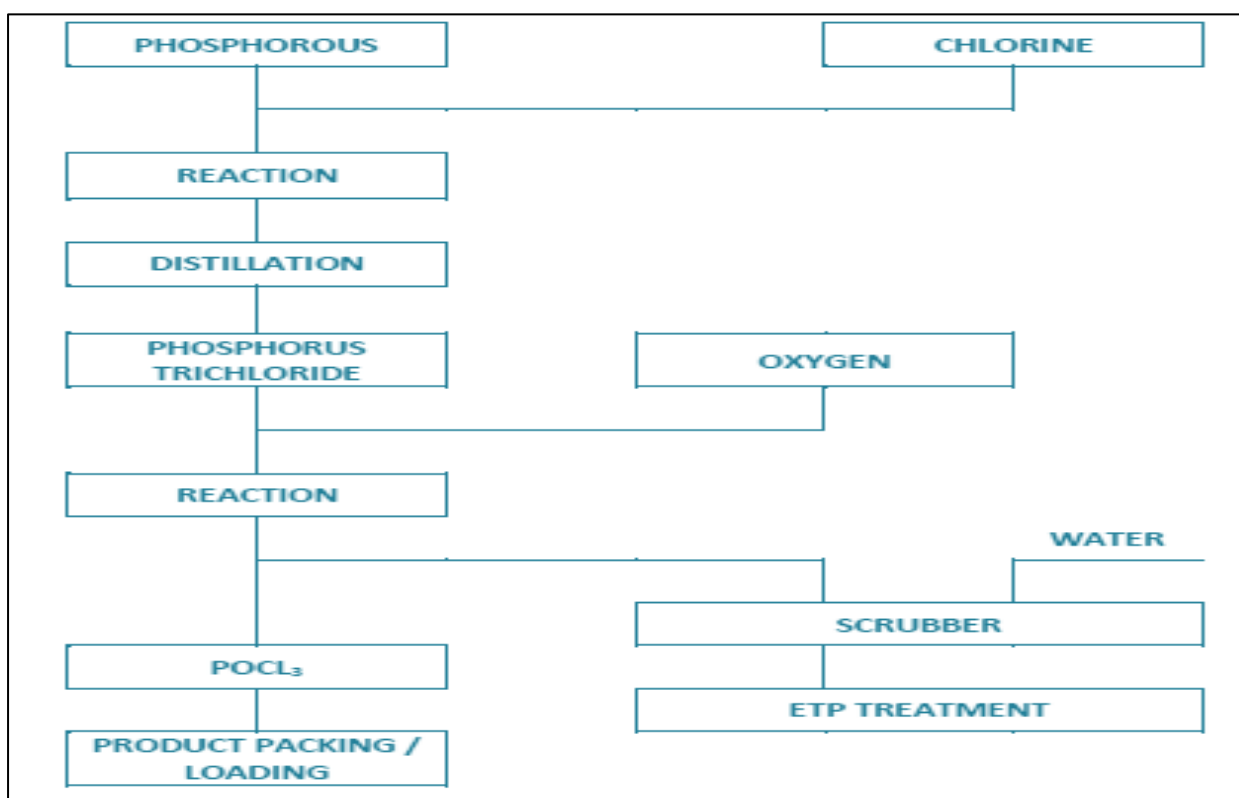 PHOSPHOROUS
CHLORINE
REACTION
DISTILLATION
PHOSPHORUS
TRICHLORIDE
OXYGEN
REACTION
WATER
SCRUBBER
POCL₃
ETP TREATMENT
PRODUCT PACKING /
LOADING